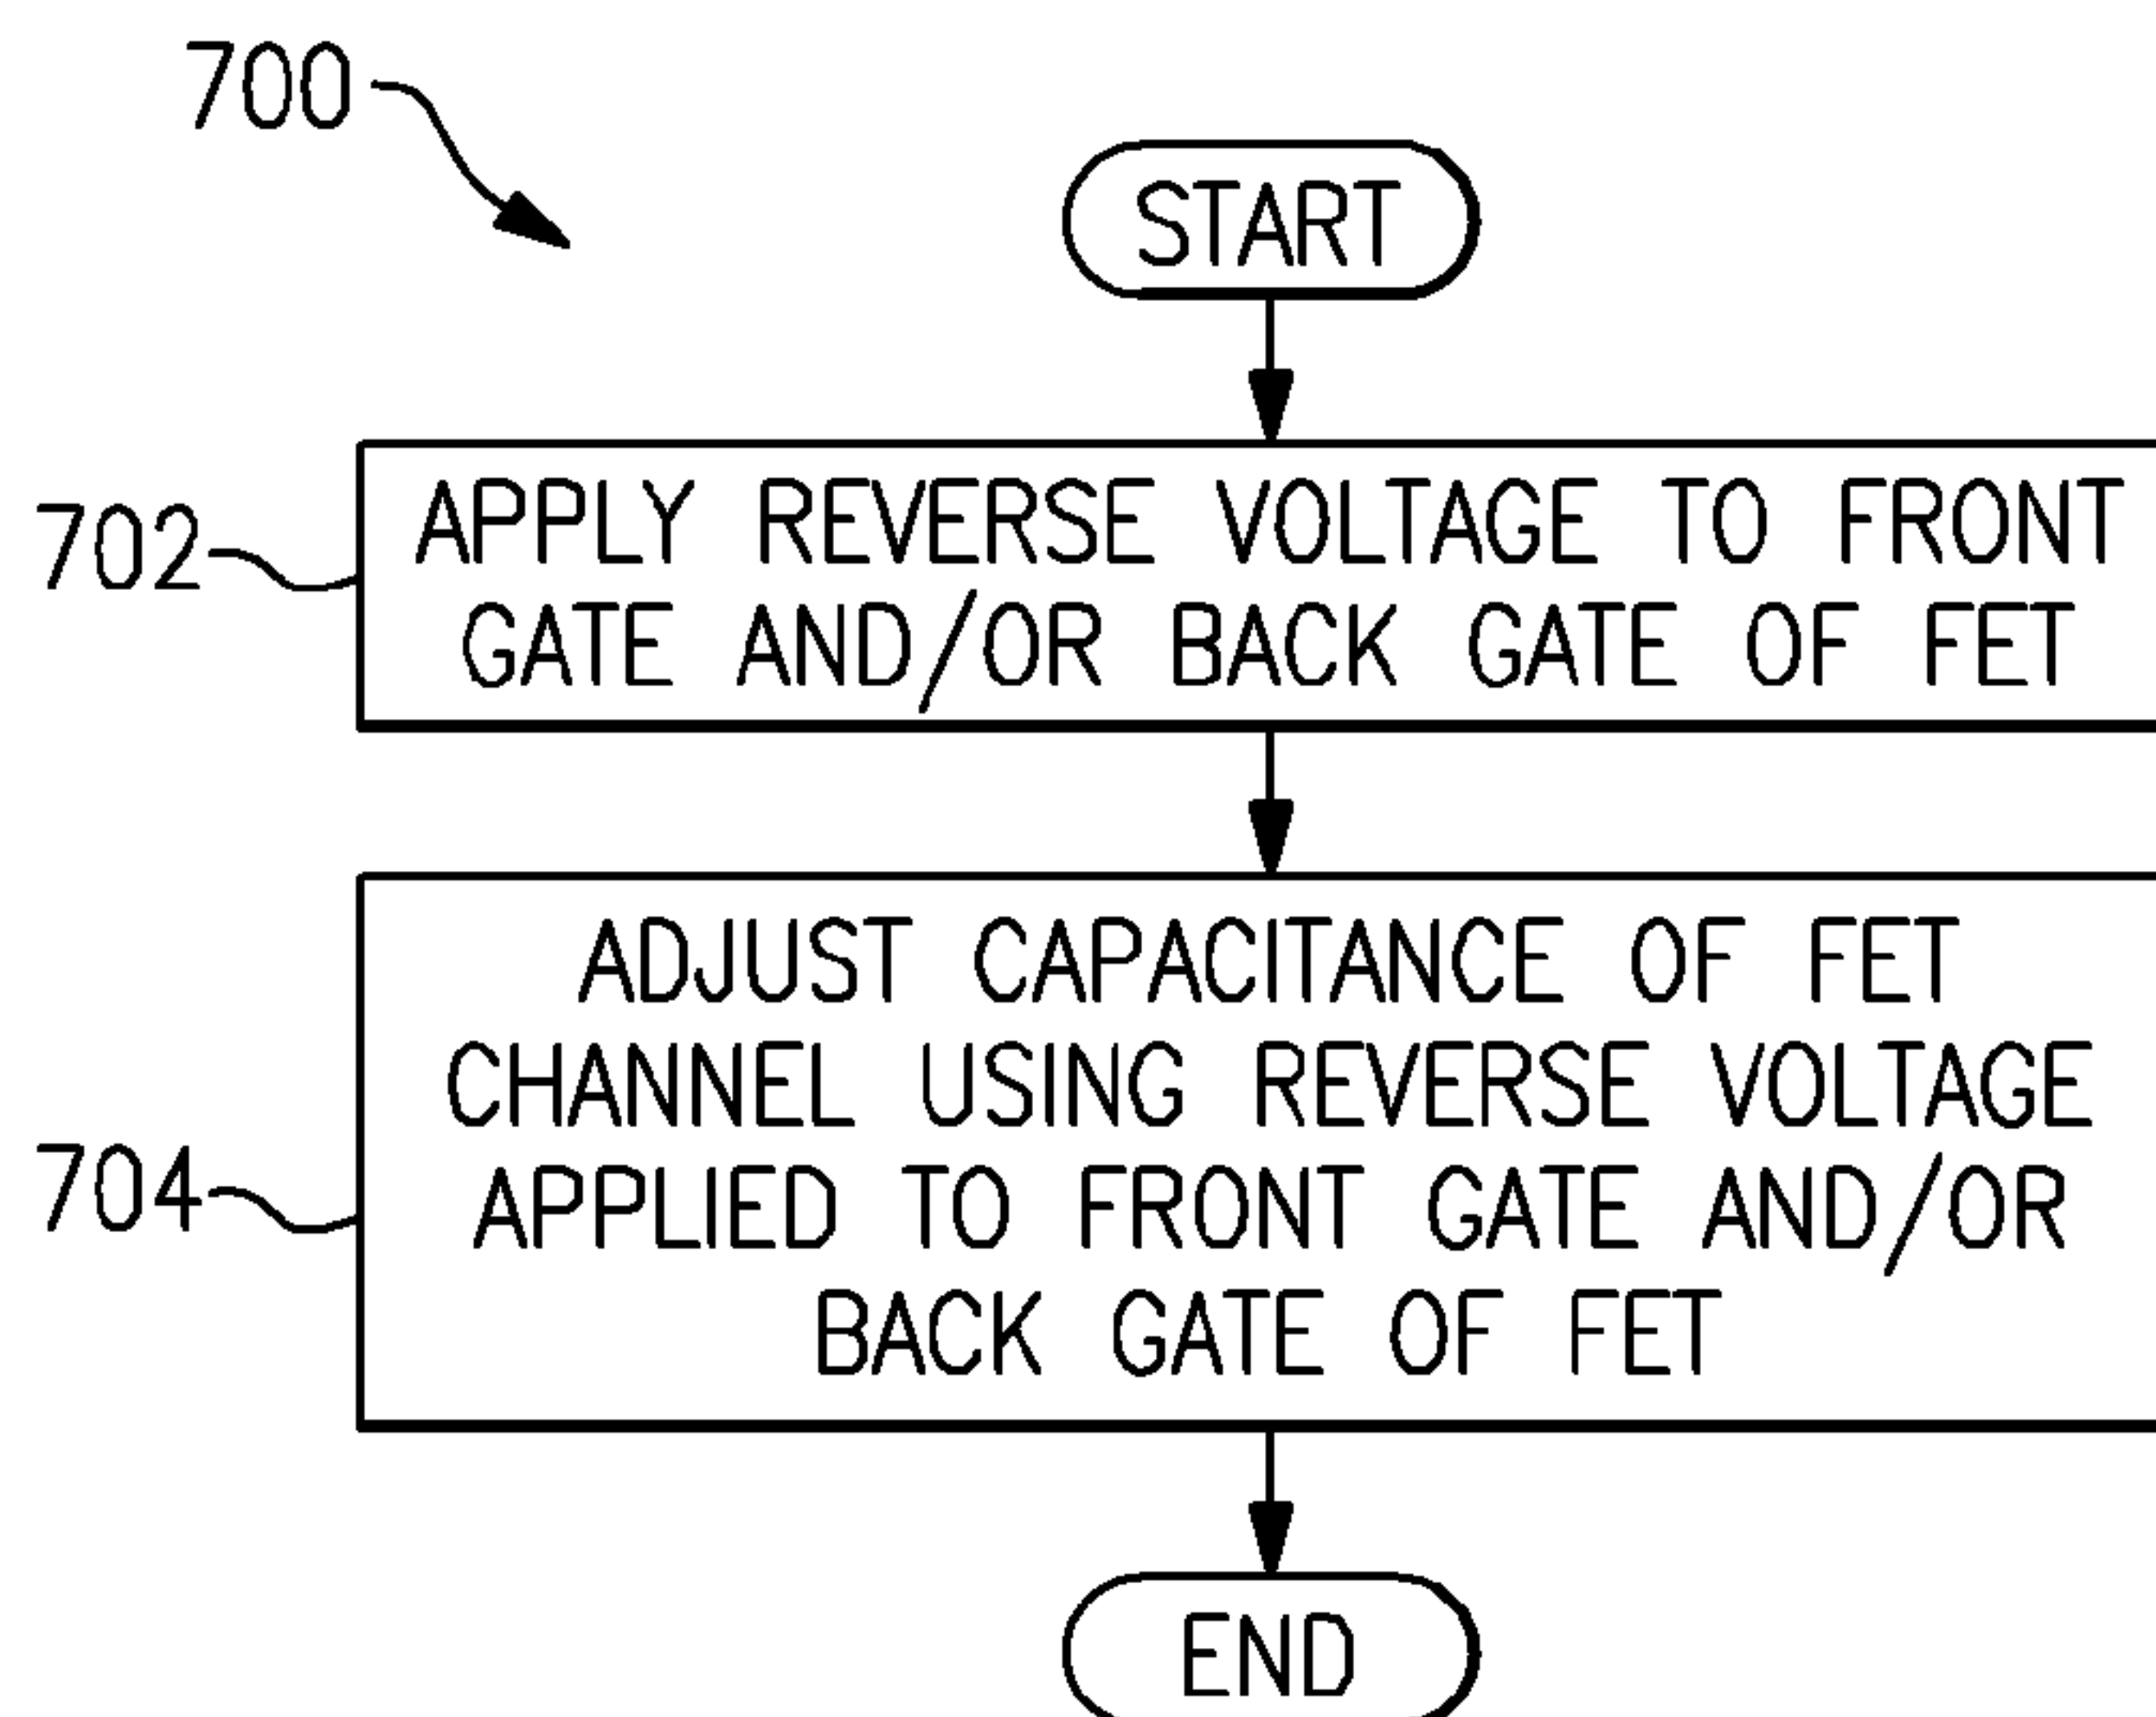 700
START
702
APPLY REVERSE VOLTAGE TO FRONT
GATE AND/OR BACK GATE OF FET
704
ADJUST CAPACITANCE OF FET
CHANNEL USING REVERSE VOLTAGE
APPLIED TO FRONT GATE AND/OR
BACK GATE OF FET
END